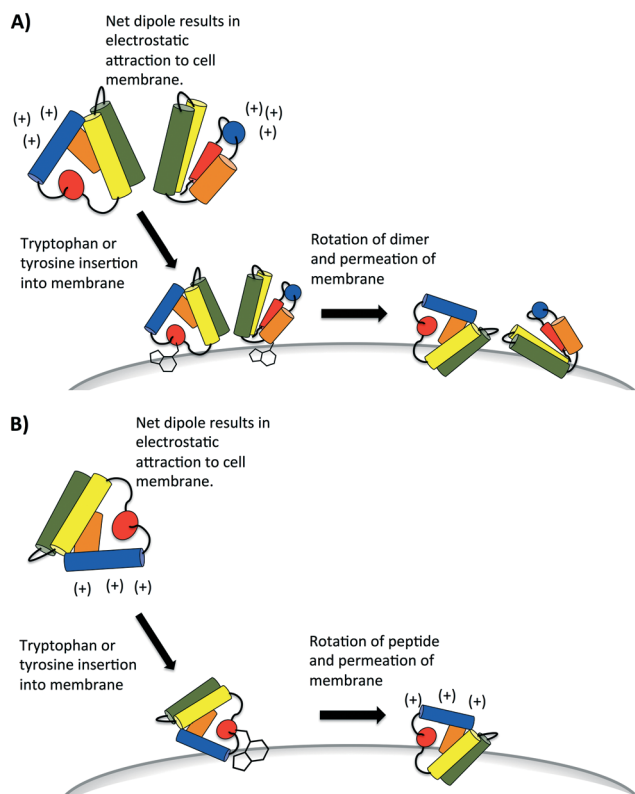 A)
Net dipole results in
electrostatic
attraction to cell
membrane.
(+)
(+)
(+)
(+)
(+) (+)
(+)
(+)
Tryptophan or
tyrosine insertion
into membrane
Rotation of dimer
and permeation of
membrane
B)
Net dipole results in
electrostatic
attraction to cell
membrane.
(+) (+) (+)
Tryptophan or
tyrosine insertion
into membrane
Rotation of peptide
and permeation of
membrane
(+) (+) (+)